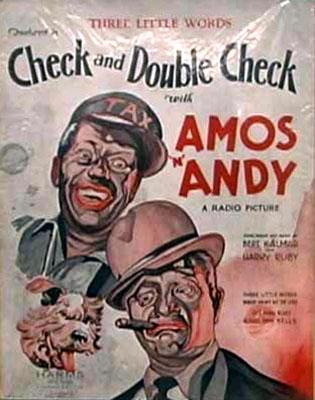 THREE LITTLE WORDS
Check and Double Check
with
AMOS
'N'
ANDY
A RADIO PICTURE
TAX
BERT KALMAR
HARRY RUBY
THREE LITTLE WORDS
HARMS